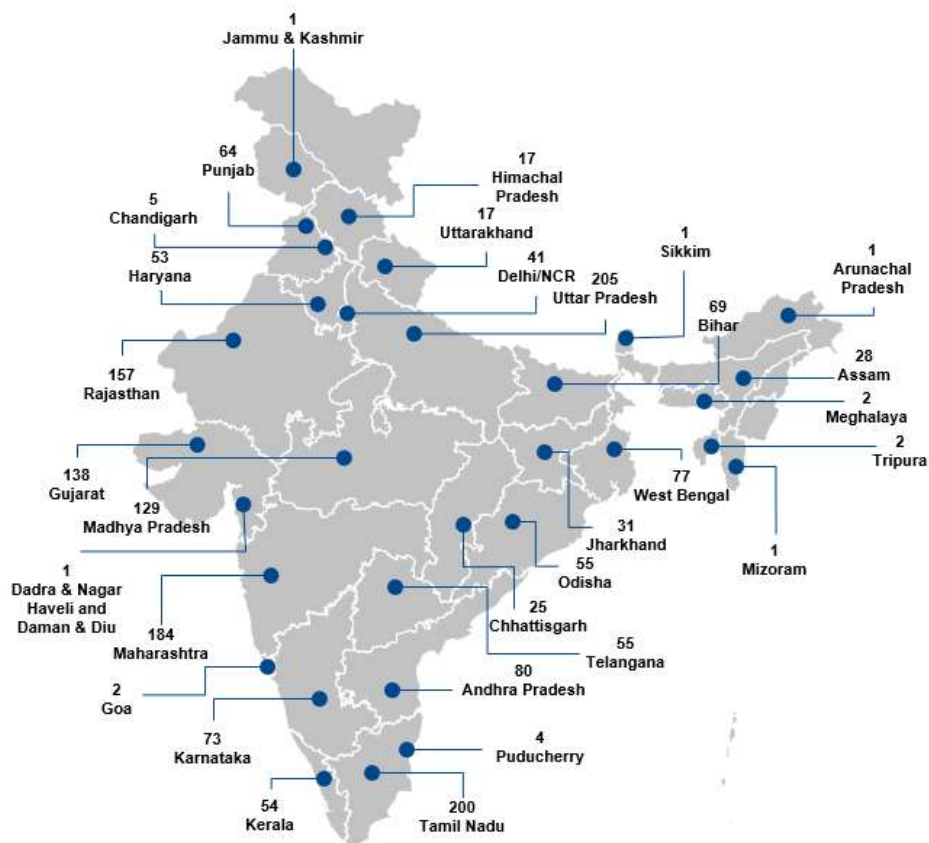 1
Jammu & Kashmir
64
Punjab
17
Himachal
Pradesh
5
Chandigarh
17
Uttarakhand
53
Haryana
41
Delhi/NCR
205
Uttar Pradesh
1
Sikkim
1
Arunachal
Pradesh
69
Bihar
28
Assam
157
Rajasthan
2
Meghalaya
2
Tripura
138
Gujarat
77
West Bengal
129
Madhya Pradesh
31
Jharkhand
1
Mizoram
55
Odisha
1
Dadra & Nagar
Haveli and
Daman & Diu
25
Chhattisgarh
184
Maharashtra
55
Telangana
80
Andhra Pradesh
2
Goa
73
Karnataka
4
Puducherry
54
Kerala
200
Tamil Nadu